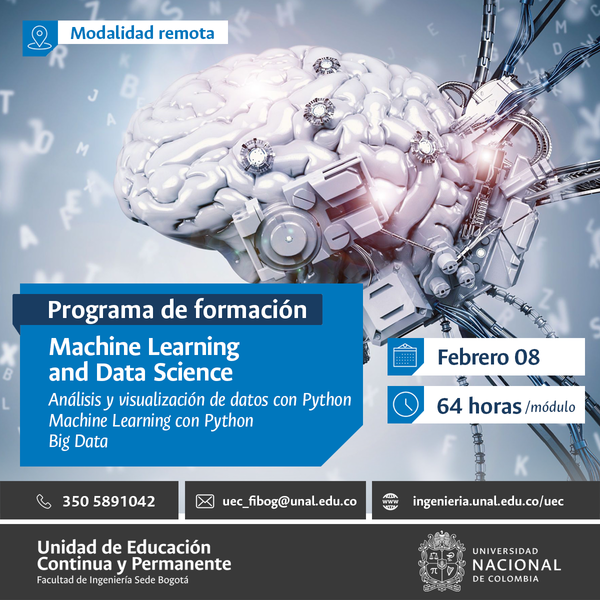 Modalidad remota
Programa de formación
Machine Learning
and Data Science
Análisis y visualización de datos con Python
Machine Learning con Python
Big Data
Febrero 08
64 horas /módulo
350 5891042
uec_fibog@unal.edu.co
www
ingenieria.unal.edu.co/uec
Unidad de Educación
Continua y Permanente
Facultad de Ingeniería Sede Bogotá
UNIVERSIDAD
NACIONAL
DE COLOMBIA